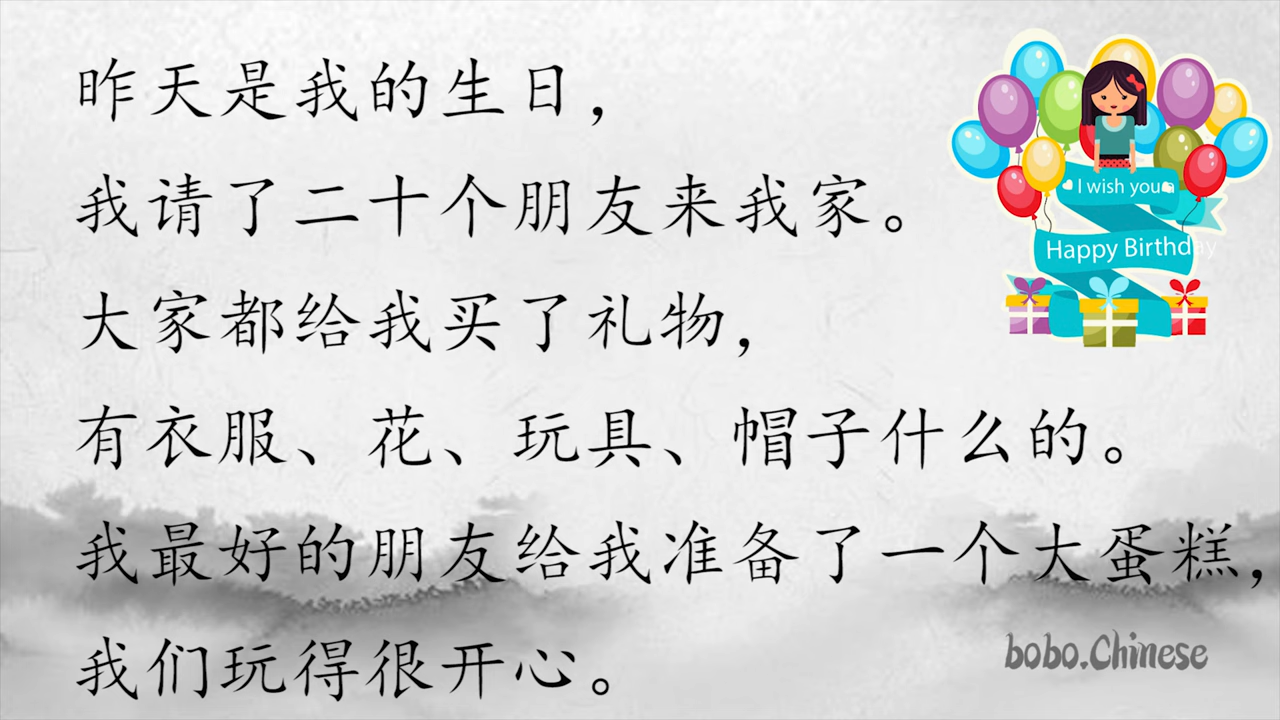 昨天是我的生日，
我请了二十个朋友来我家。
大家都给我买了礼物，
有衣服、花、玩具、帽子什么的。
我最好的朋友给我准备了一个大蛋糕，
我们玩得很开心。
I wish you a
Happy Birthday
bobo.Chinese